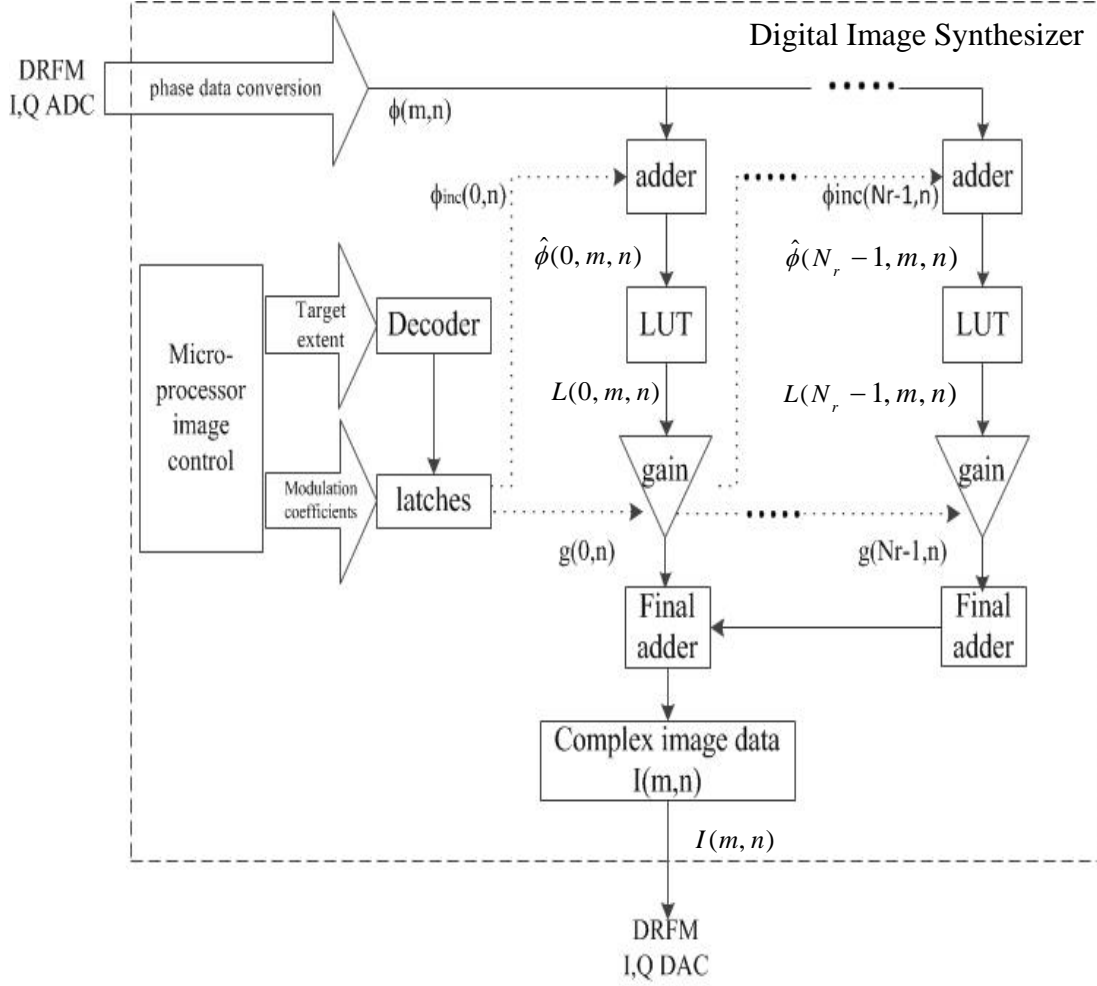 Digital Image Synthesizer
DRFM
I,Q ADC
phase data conversion
ϕ(m,n)
adder
adder
ϕinc(0,n)
ϕinc(Nr-1,n)
ϕ̂(0, m, n)
ϕ̂(N_r − 1, m, n)
Micro-
processor
image
control
Target
extent
Decoder
LUT
LUT
L(0, m, n)
L(N_r − 1, m, n)
Modulation
coefficients
latches
gain
gain
g(0,n)
g(Nr-1,n)
Final
adder
Final
adder
Complex image data
I(m,n)
I(m, n)
DRFM
I,Q DAC